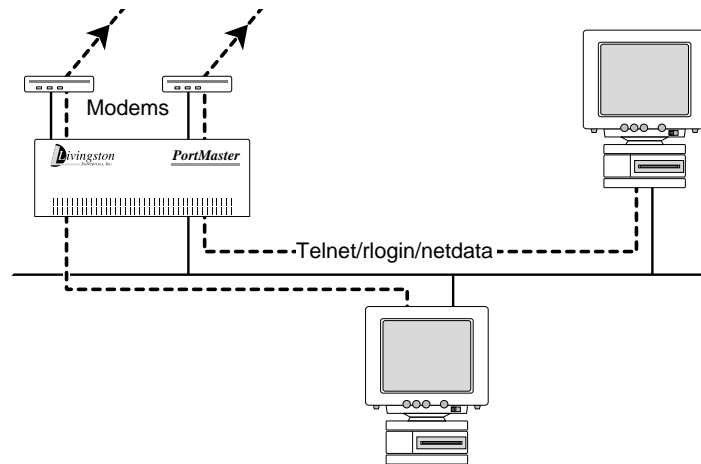 Modems
Livingston
Enterprises, Inc.
PortMaster
Telnet/rlogin/netdata